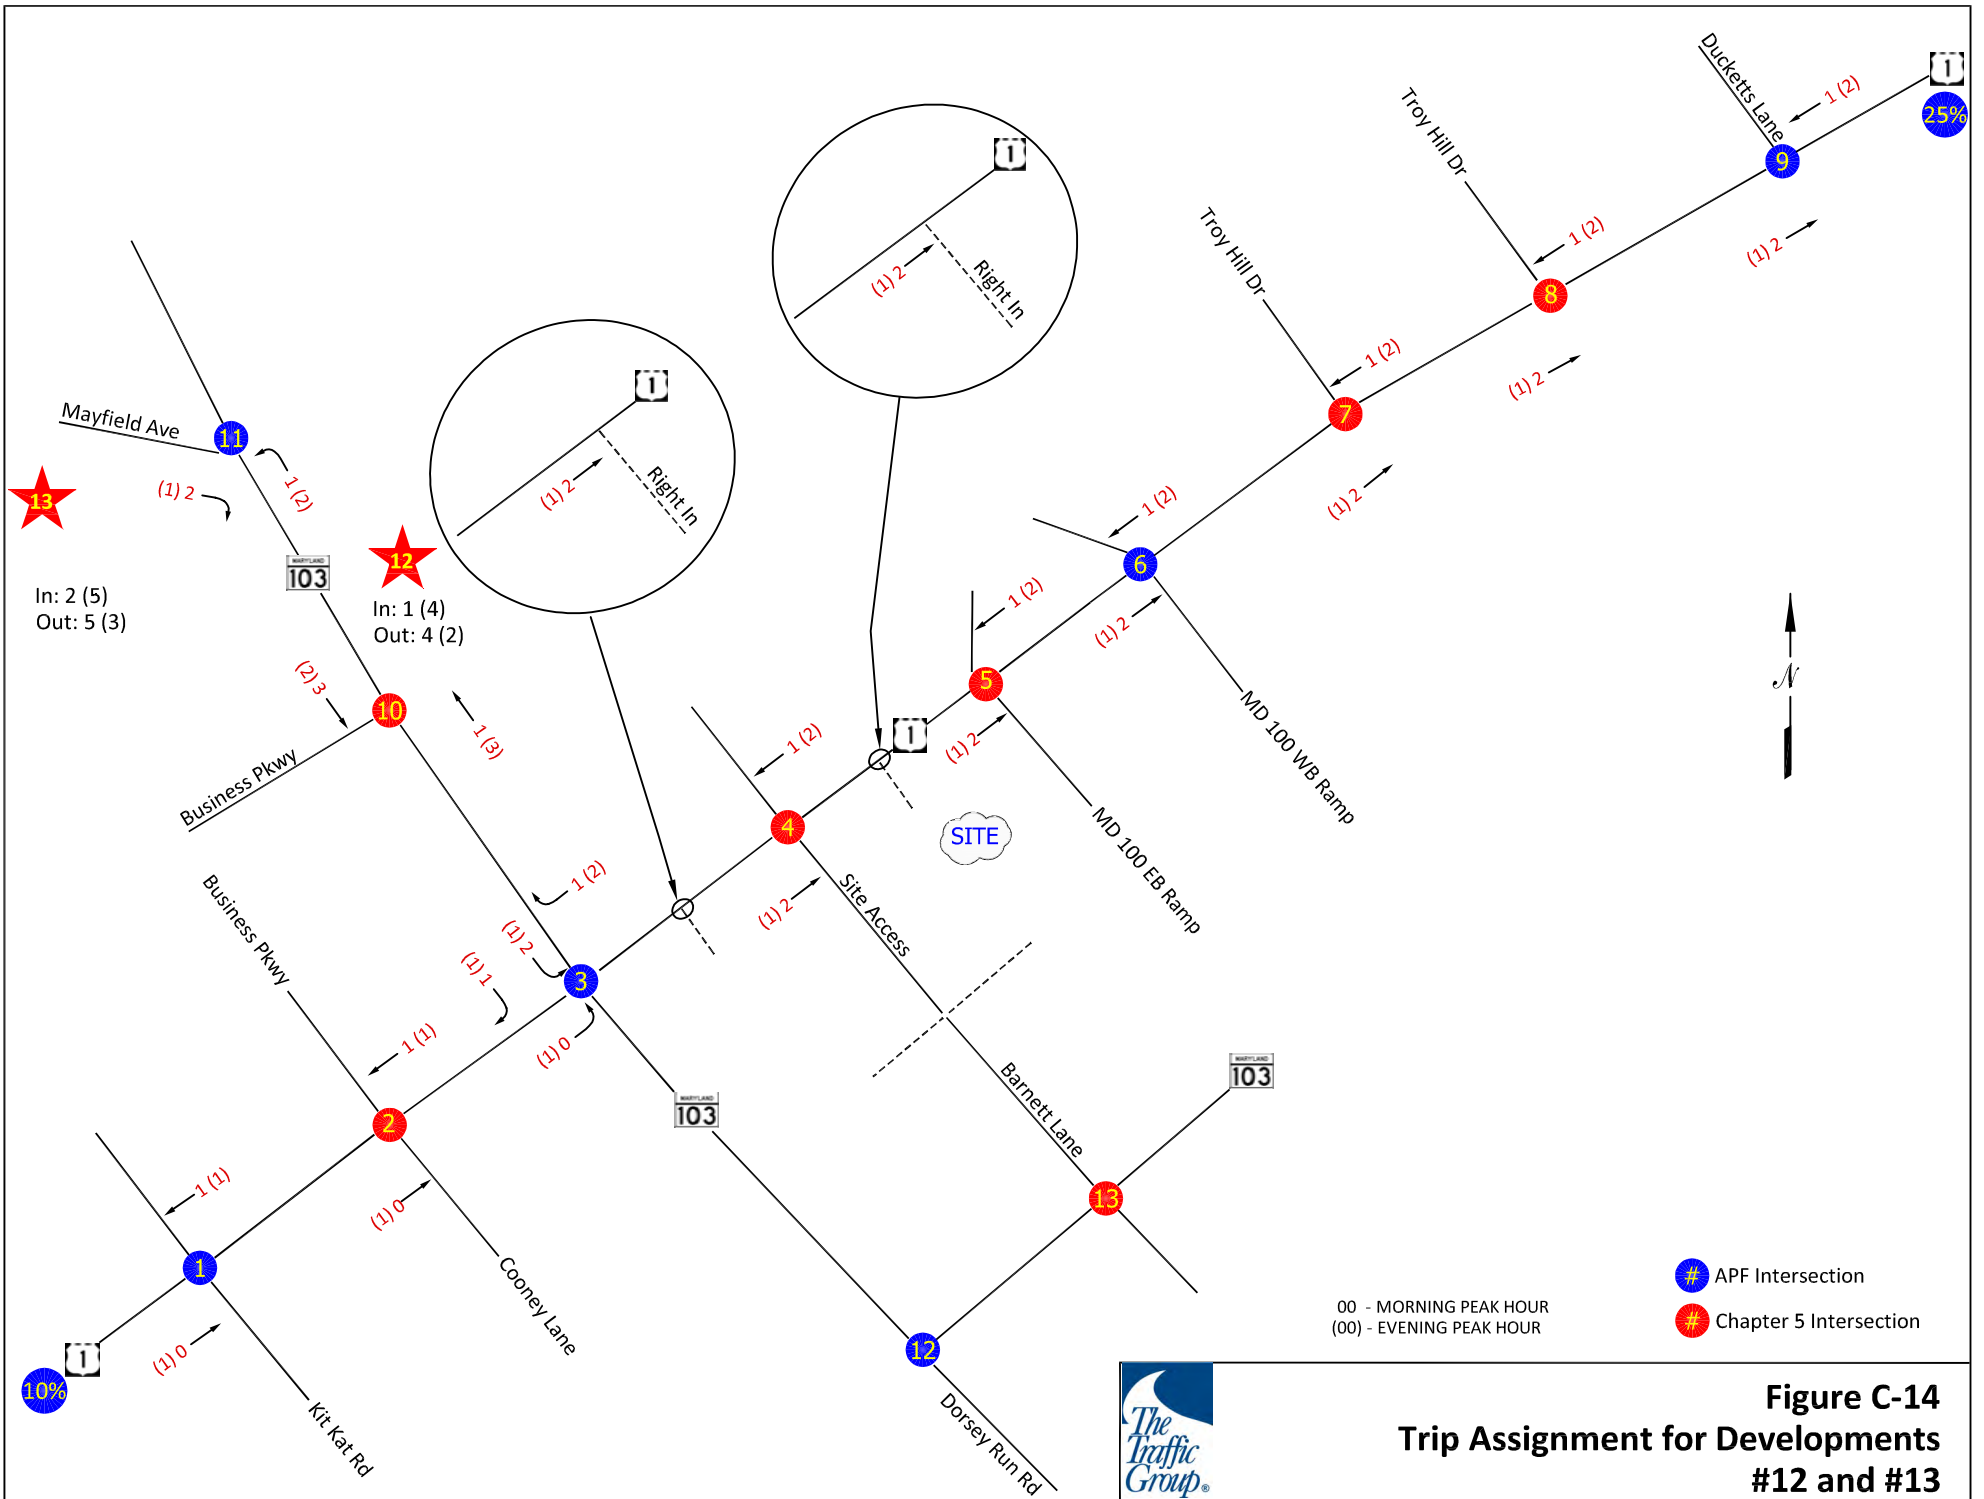 Ducketts Lane
1
25%
1 (2)
9
Troy Hill Dr
1 (2)
(1) 2
8
Troy Hill Dr
1 (2)
(1) 2
7
1
(1) 2
Right In
1
(1) 2
Right In
Mayfield Ave
11
(1) 2
1 (2)
13
In: 2 (5)
Out: 5 (3)
MARYLAND
103
12
In: 1 (4)
Out: 4 (2)
1 (2)
(1) 2
6
1 (2)
(1) 2
5
MD 100 WB Ramp
N
(2) 3
10
1 (3)
Business Pkwy
1 (2)
1
(1) 2
4
SITE
MD 100 EB Ramp
Site Access
(1) 2
1 (2)
(1) 2
(1) 1
3
(1) 0
Business Pkwy
1 (1)
2
(1) 0
Cooney Lane
MARYLAND
103
Barnett Lane
MARYLAND
103
13
1 (1)
1
(1) 0
1
10%
Kit Kat Rd
12
Dorsey Run Rd
# APF Intersection
# Chapter 5 Intersection
00 - MORNING PEAK HOUR
(00) - EVENING PEAK HOUR
The
Traffic
Group®
Figure C-14
Trip Assignment for Developments
#12 and #13